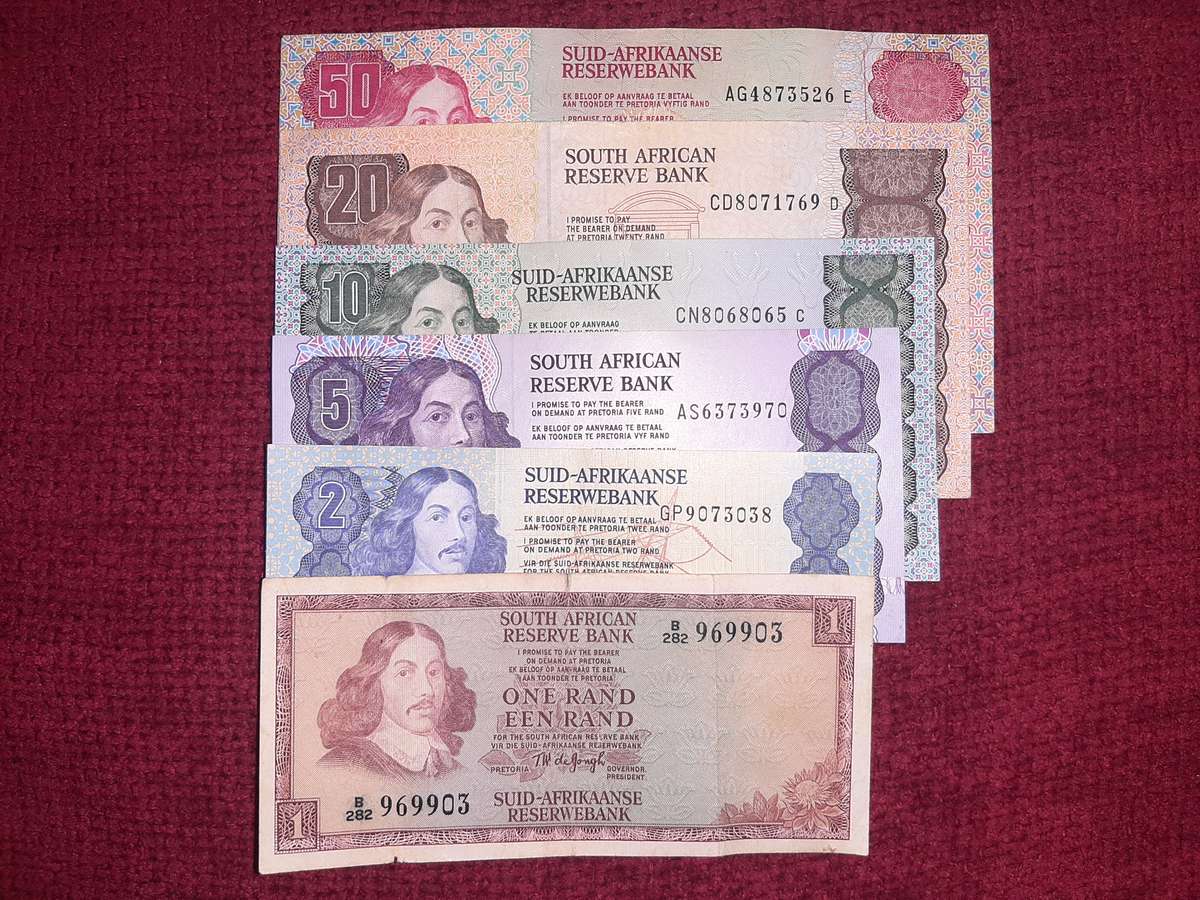 50
SUID-AFRIKAANSE
RESERWEBANK
EK BELOOF OP AANVRAAG TE BETAAL
AAN TOONDER TE PRETORIA VYFTIG RAND
I PROMISE TO PAY THE BEARER
AG4873526 E
20
SOUTH AFRICAN
RESERVE BANK
CD8071769 D
I PROMISE TO PAY
THE BEARER ON DEMAND
AT PRETORIA TWENTY RAND
10
SUID-AFRIKAANSE
RESERWEBANK
CN8068065 C
EK BELOOF OP AANVRAAG
TE BETAAL AAN TOONDER
5
SOUTH AFRICAN
RESERVE BANK
I PROMISE TO PAY THE BEARER
ON DEMAND AT PRETORIA FIVE RAND
AS6373970
EK BELOOF OP AANVRAAG TE BETAAL
AAN TOONDER TE PRETORIA VYF RAND
2
SUID-AFRIKAANSE
RESERWEBANK
GP9073038
EK BELOOF OP AANVRAAG TE BETAAL
AAN TOONDER TE PRETORIA TWEE RAND
I PROMISE TO PAY THE BEARER
ON DEMAND AT PRETORIA TWO RAND
VIR DIE SUID-AFRIKAANSE RESERWEBANK
FOR THE SOUTH AFRICAN RESERVE BANK
SOUTH AFRICAN
RESERVE BANK
B/282 969903
1
I PROMISE TO PAY THE BEARER
ON DEMAND AT PRETORIA
EK BELOOF OP AANVRAAG TE BETAAL
AAN TOONDER TE PRETORIA
ONE RAND
EEN RAND
FOR THE SOUTH AFRICAN RESERVE BANK
VIR DIE SUID-AFRIKAANSE RESERWEBANK
T.W. de Jongh
PRETORIA GOVERNOR
PRESIDENT.
B/282 969903
SUID-AFRIKAANSE
RESERWEBANK
1